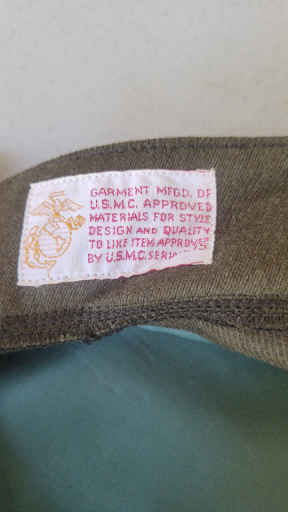 GARMENT MFGD. OF
U.S.M.C. APPROVED
MATERIALS FOR STYLE
DESIGN AND QUALITY
TO LIKE ITEM APPROVED
BY U.S.M.C.